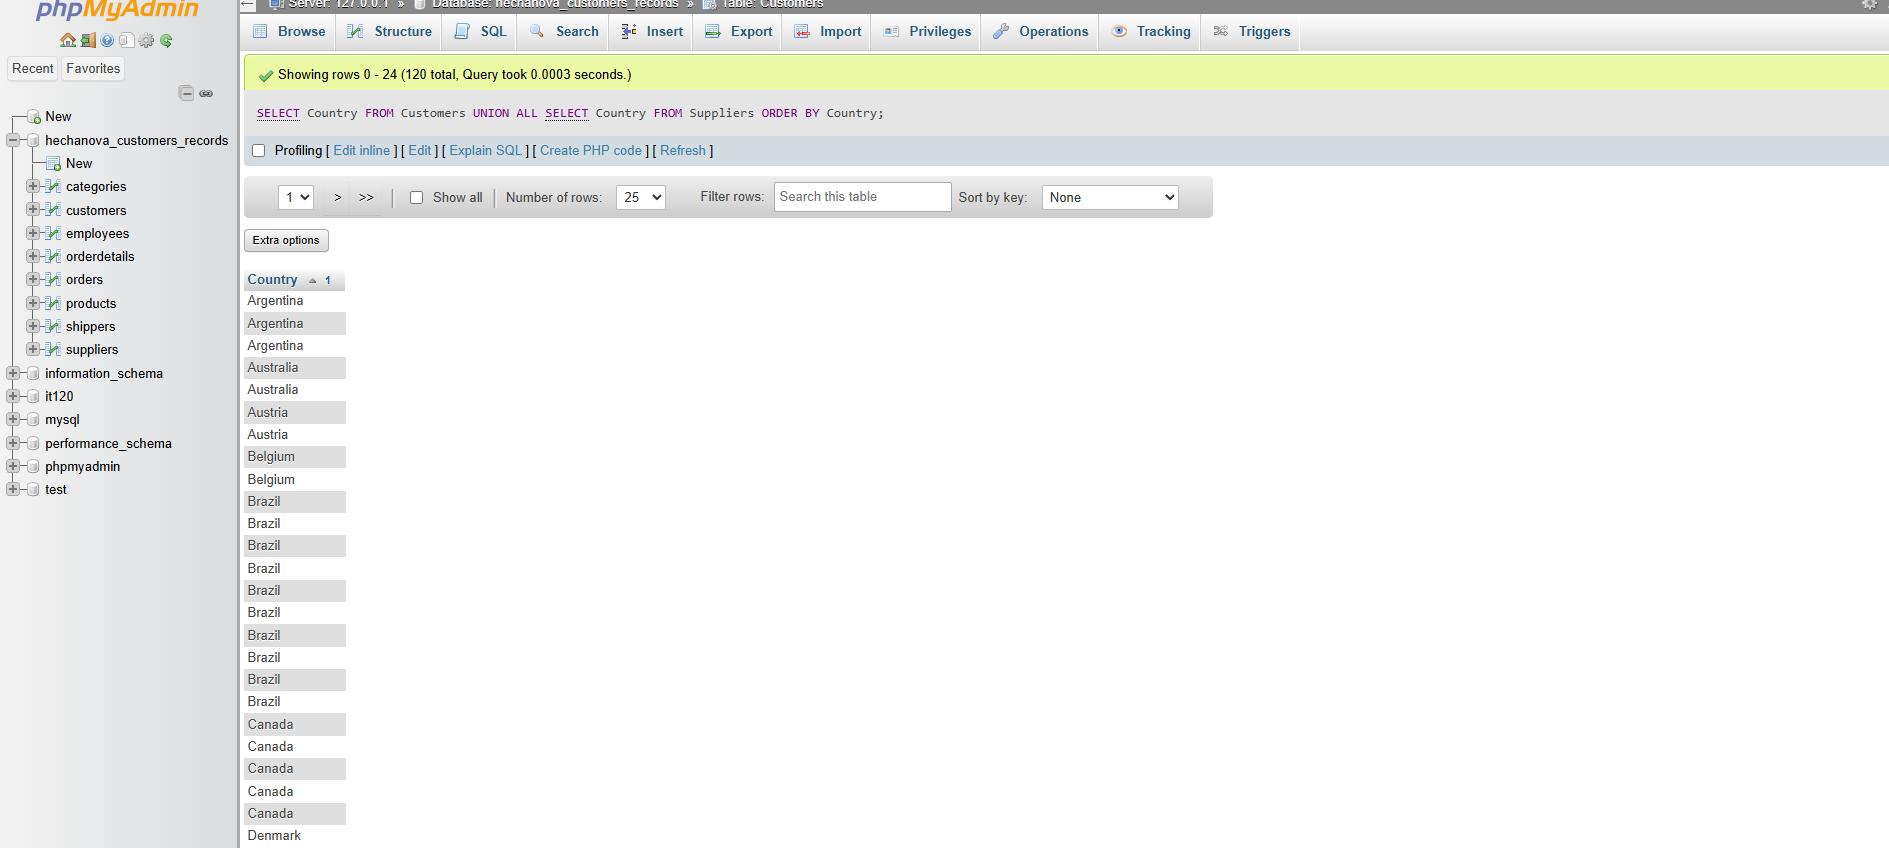 phpMyAdmin
Recent Favorites
New
hechanova_customers_records
New
categories
customers
employees
orderdetails
orders
products
shippers
suppliers
information_schema
it120
mysql
performance_schema
phpmyadmin
test
Server: 127.0.0.1 » Database: hechanova_customers_records » Table: Customers
Browse Structure SQL Search Insert Export Import Privileges Operations Tracking Triggers
Showing rows 0 - 24 (120 total, Query took 0.0003 seconds.)
SELECT Country FROM Customers UNION ALL SELECT Country FROM Suppliers ORDER BY Country;
Profiling [ Edit inline ] [ Edit ] [ Explain SQL ] [ Create PHP code ] [ Refresh ]
1 > >> | Show all | Number of rows: 25 Filter rows: Search this table Sort by key: None
Extra options
Country 1
Argentina
Argentina
Argentina
Australia
Australia
Austria
Austria
Belgium
Belgium
Brazil
Brazil
Brazil
Brazil
Brazil
Brazil
Brazil
Brazil
Brazil
Brazil
Canada
Canada
Canada
Canada
Canada
Denmark